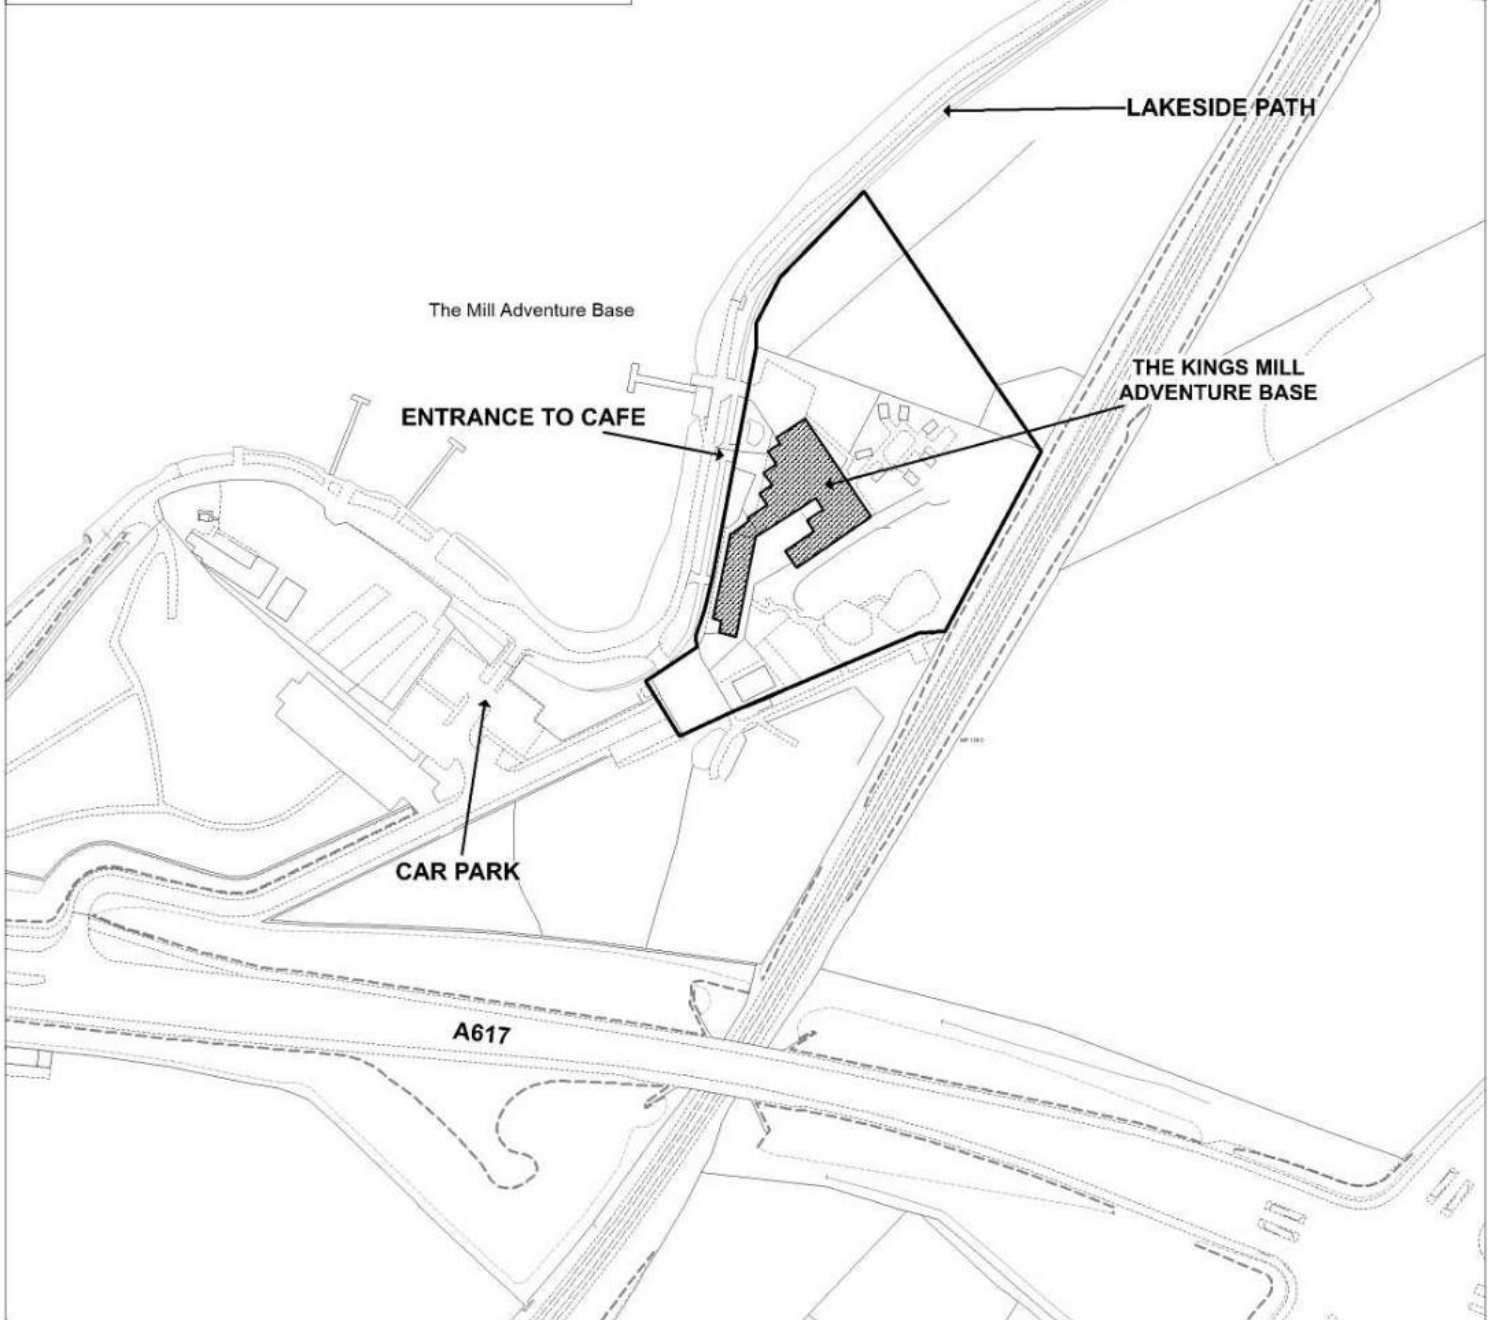 LAKESIDE PATH
The Mill Adventure Base
THE KINGS MILL
ADVENTURE BASE
ENTRANCE TO CAFE
CAR PARK
A617